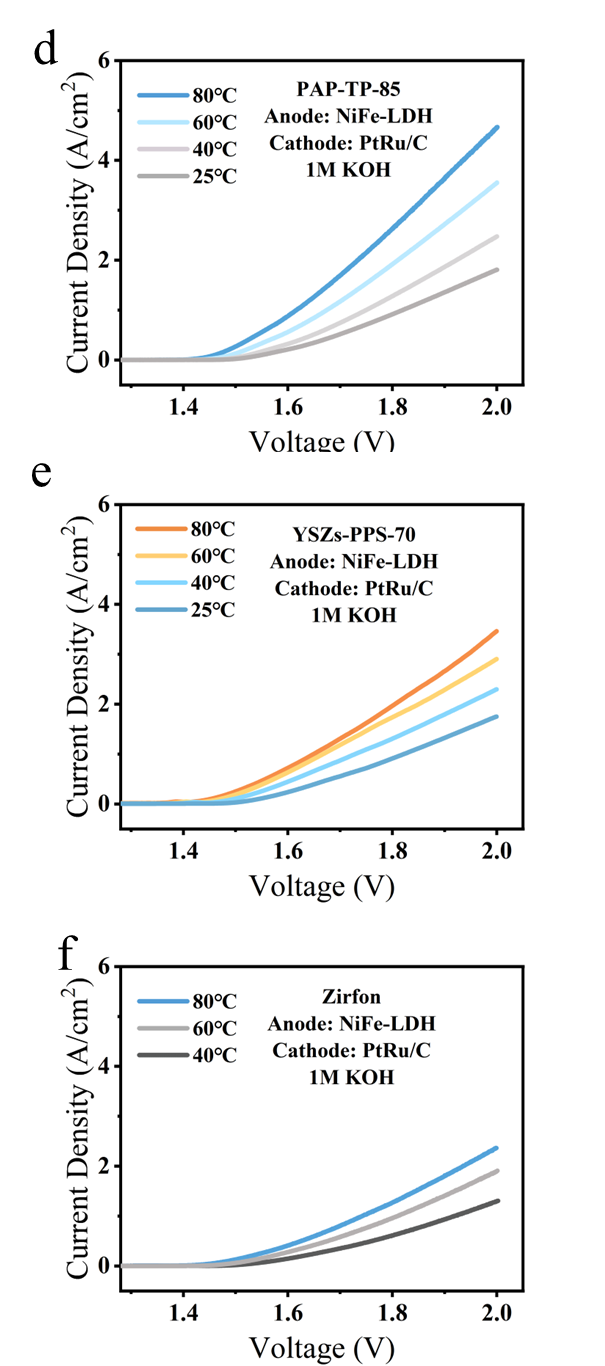 d
6
4
2
0
Current Density (A/cm²)
80℃
60℃
40℃
25℃
PAP-TP-85
Anode: NiFe-LDH
Cathode: PtRu/C
1M KOH
1.4 1.6 1.8 2.0
Voltage (V)
e
6
4
2
0
Current Density (A/cm²)
80℃
60℃
40℃
25℃
YSZs-PPS-70
Anode: NiFe-LDH
Cathode: PtRu/C
1M KOH
1.4 1.6 1.8 2.0
Voltage (V)
f
6
4
2
0
Current Density (A/cm²)
80℃
60℃
40℃
Zirfon
Anode: NiFe-LDH
Cathode: PtRu/C
1M KOH
1.4 1.6 1.8 2.0
Voltage (V)